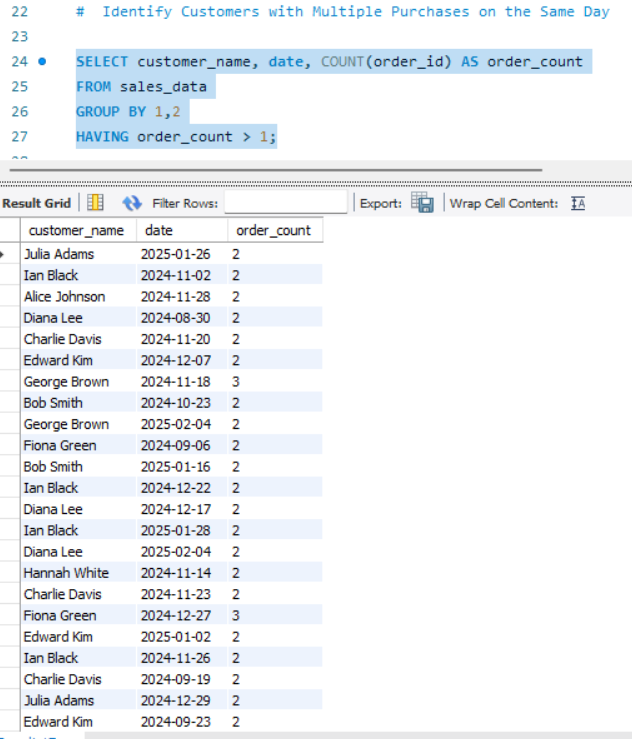 22 # Identify Customers with Multiple Purchases on the Same Day
23
24 SELECT customer_name, date, COUNT(order_id) AS order_count
25 FROM sales_data
26 GROUP BY 1,2
27 HAVING order_count > 1;
Result Grid Filter Rows: Export: Wrap Cell Content:
customer_name date order_count
Julia Adams 2025-01-26 2
Ian Black 2024-11-02 2
Alice Johnson 2024-11-28 2
Diana Lee 2024-08-30 2
Charlie Davis 2024-11-20 2
Edward Kim 2024-12-07 2
George Brown 2024-11-18 3
Bob Smith 2024-10-23 2
George Brown 2025-02-04 2
Fiona Green 2024-09-06 2
Bob Smith 2025-01-16 2
Ian Black 2024-12-22 2
Diana Lee 2024-12-17 2
Ian Black 2025-01-28 2
Diana Lee 2025-02-04 2
Hannah White 2024-11-14 2
Charlie Davis 2024-11-23 2
Fiona Green 2024-12-27 3
Edward Kim 2025-01-02 2
Ian Black 2024-11-26 2
Charlie Davis 2024-09-19 2
Julia Adams 2024-12-29 2
Edward Kim 2024-09-23 2